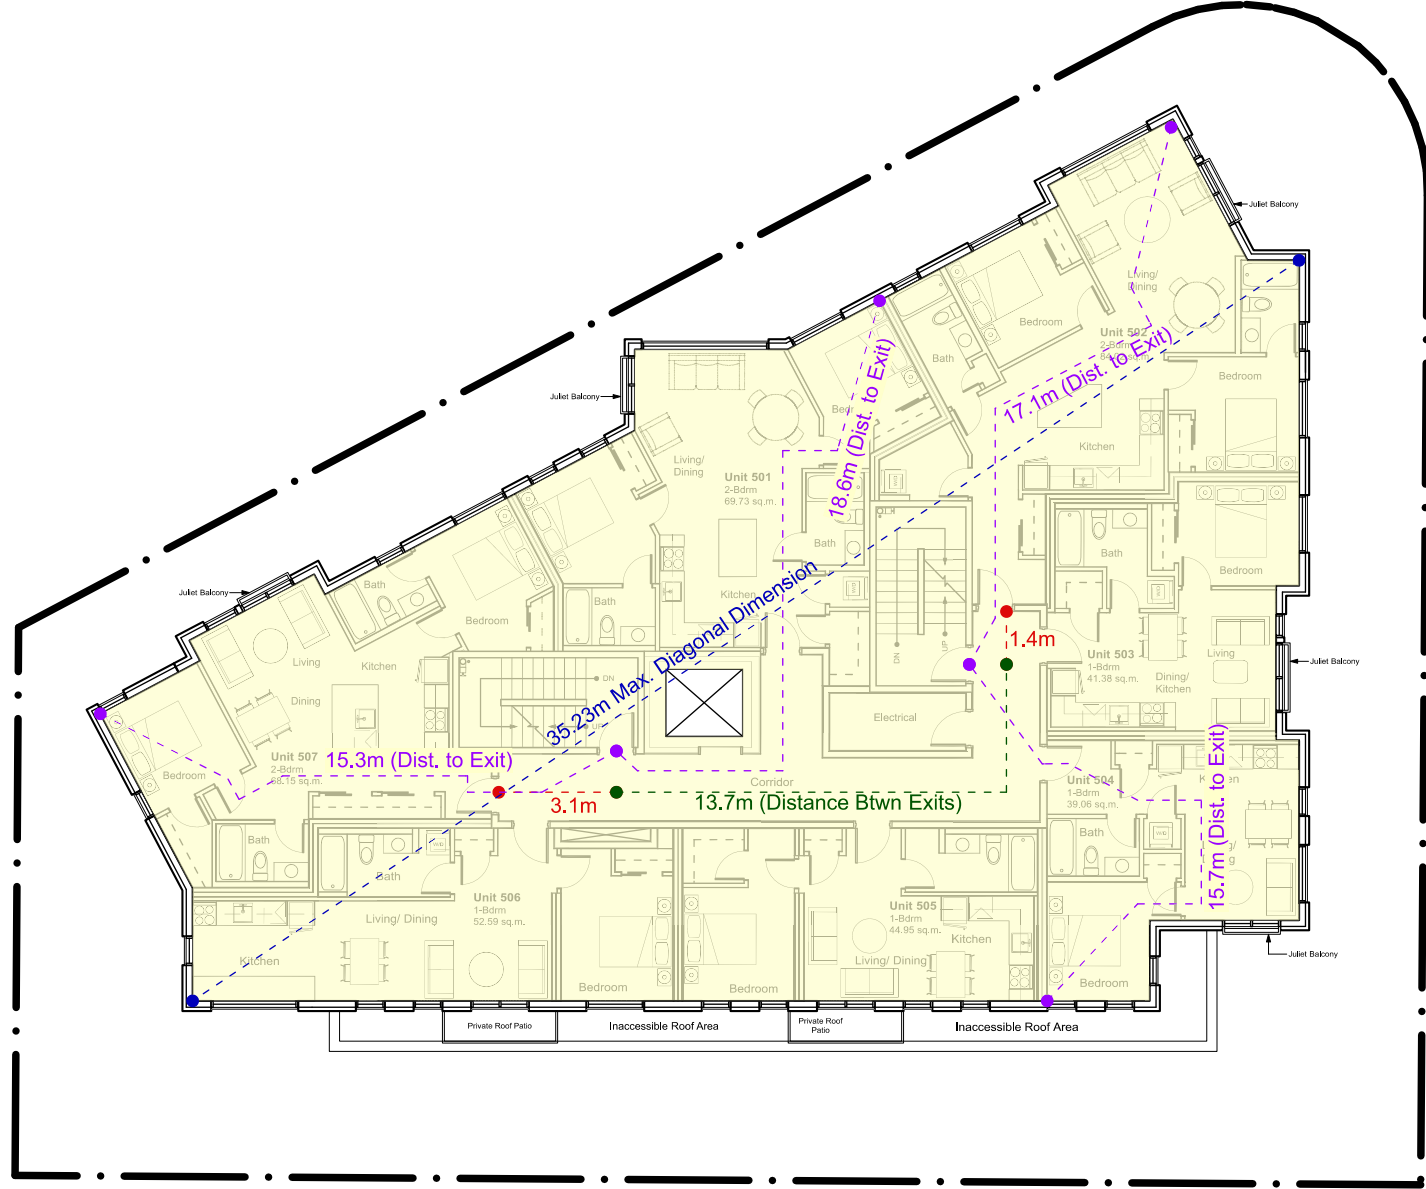 Juliet Balcony
Living/
Dining
Bedroom
Unit 502
2-Bdrm
17.1m (Dist. to Exit)
Bath
Bedroom
Kitchen
Juliet Balcony
18.6m (Dist. to Exit)
Living/
Dining
Unit 501
2-Bdrm
69.73 sq.m.
Bath
Kitchen
Bath
Bedroom
W/D
DN
UP
1.4m
Unit 503
1-Bdrm
41.38 sq.m.
Living
Dining/
Kitchen
Juliet Balcony
Juliet Balcony
Bath
Bedroom
Bath
Living
Kitchen
Dining
DN
UP
35.23m Max. Diagonal Dimension
Electrical
Bedroom
Unit 507
2-Bdrm
58.15 sq.m.
15.3m (Dist. to Exit)
Corridor
3.1m
13.7m (Distance Btwn Exits)
Unit 504
1-Bdrm
39.06 sq.m.
15.7m (Dist. to Exit)
Bath
Bath
Bath
Unit 506
1-Bdrm
52.59 sq.m.
Living/ Dining
Kitchen
Bedroom
Bedroom
Unit 505
1-Bdrm
44.95 sq.m.
Bath
Kitchen
Living/ Dining
Bedroom
Juliet Balcony
Private Roof Patio
Inaccessible Roof Area
Private Roof
Patio
Inaccessible Roof Area